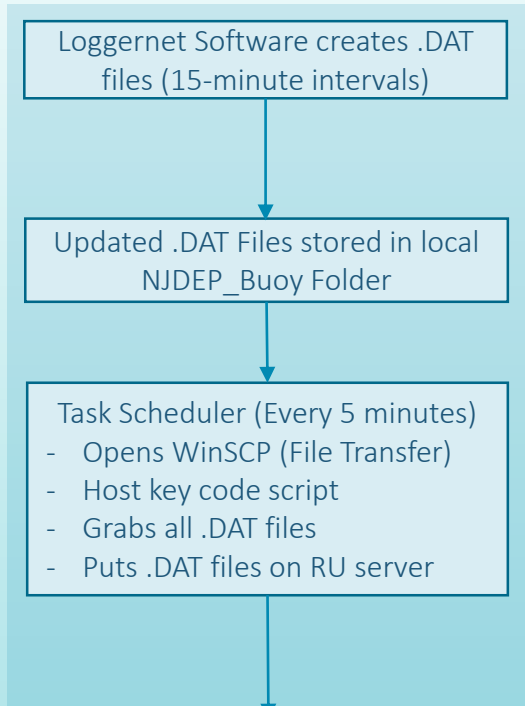 Loggernet Software creates .DAT
files (15-minute intervals)
Updated .DAT Files stored in local
NJDEP_Buoy Folder
Task Scheduler (Every 5 minutes)
- Opens WinSCP (File Transfer)
- Host key code script
- Grabs all .DAT files
- Puts .DAT files on RU server